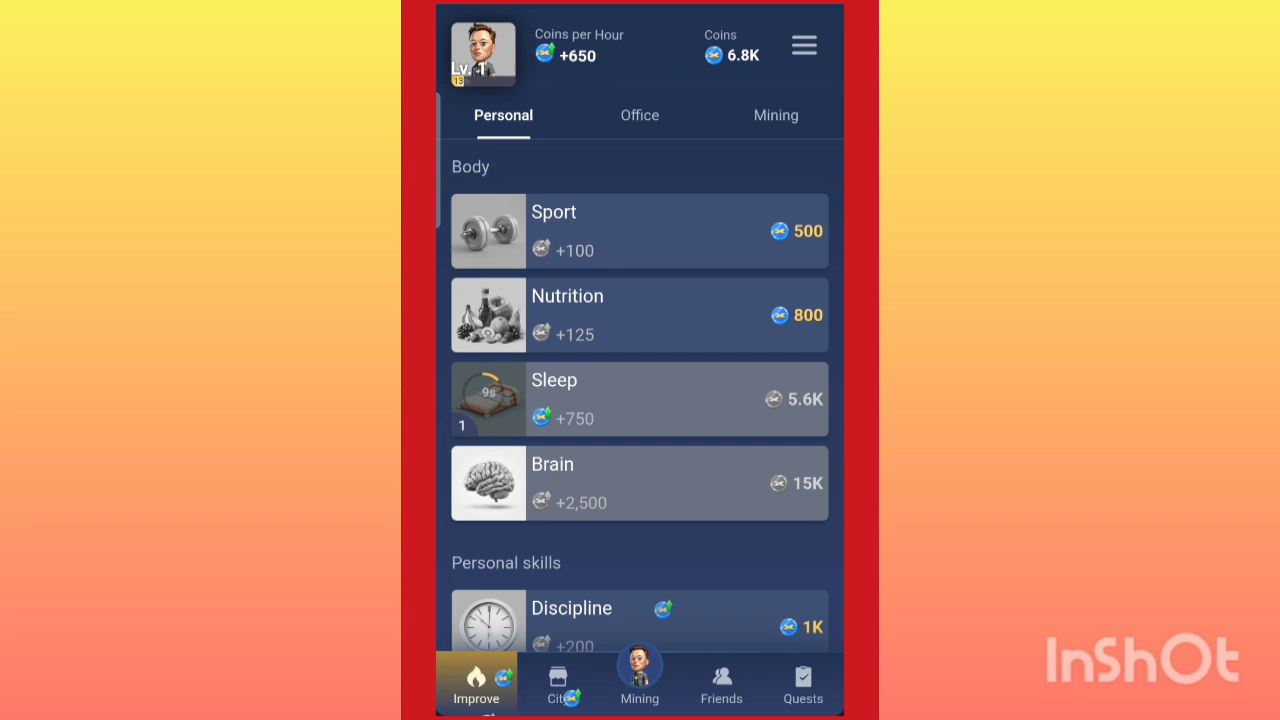 Coins per Hour
+650
Coins
6.8K
Lv. 1
13
Personal
Office
Mining
Body
Sport
+100
500
Nutrition
+125
800
9s
1
Sleep
+750
5.6K
Brain
+2,500
15K
Personal skills
Discipline
+200
1K
Improve
Mining
Friends
Quests
InShOt